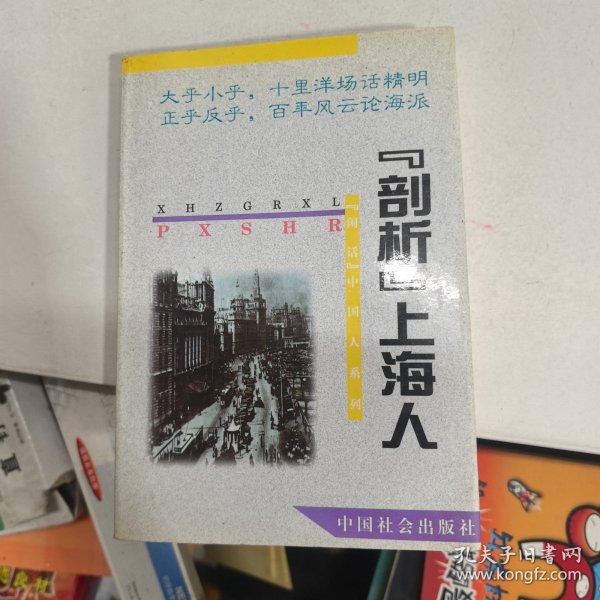 大乎小乎，十里洋场话精明
正乎反乎，百年风云论海派
『剖析』上海人
XHZGRXL
PXSHR
『闲话』中国人系列
中国社会出版社
孔夫子旧书网
www.kongfz.com